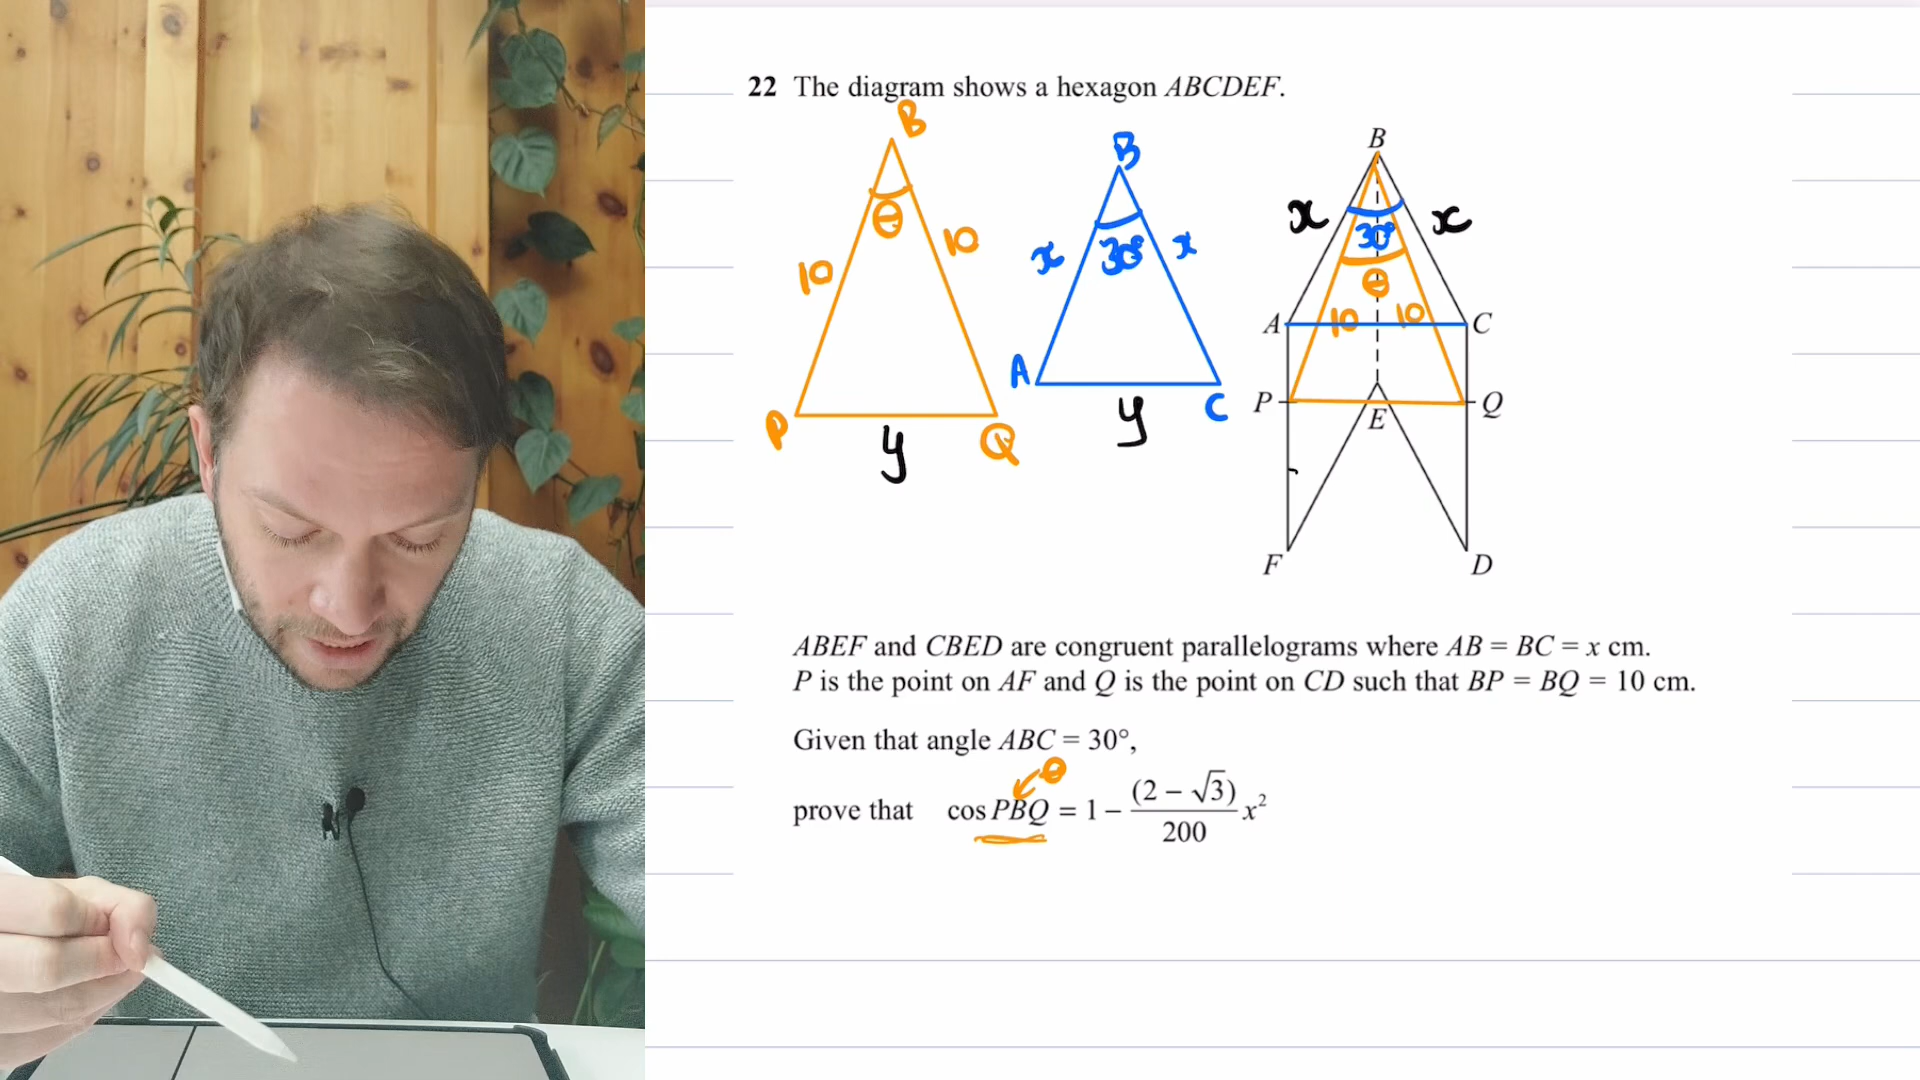 22 The diagram shows a hexagon ABCDEF.
B
θ
10
10
P
Q
y
B
30°
x
x
A
C
y
B
x
x
30°
θ
A
10
10
C
P
Q
E
F
D
ABEF and CBED are congruent parallelograms where AB = BC = x cm.
P is the point on AF and Q is the point on CD such that BP = BQ = 10 cm.
Given that angle ABC = 30°,
θ
prove that cos PBQ = 1 − (2 − √3)/200 x²